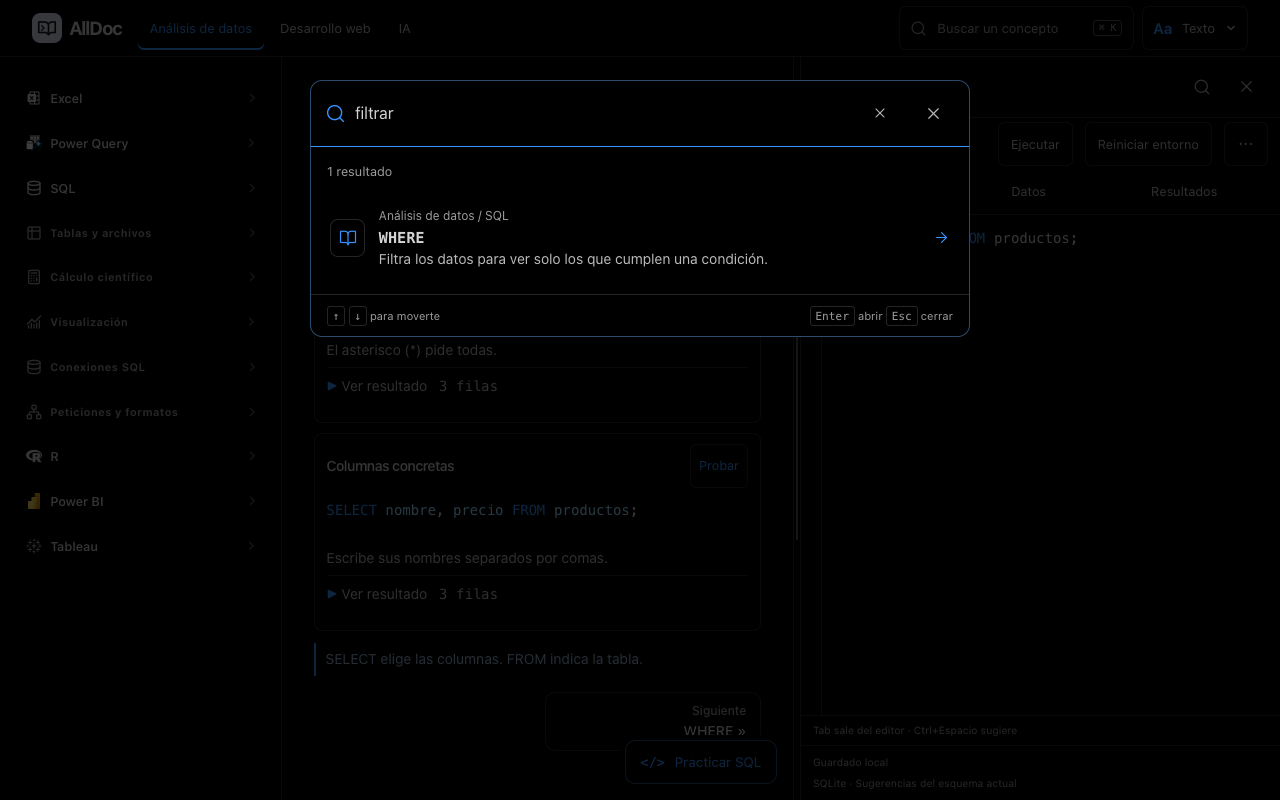 AllDoc
Análisis de datos
Desarrollo web
IA
Buscar un concepto
⌘ K
Aa Texto
Excel
Power Query
SQL
Tablas y archivos
Cálculo científico
Visualización
Conexiones SQL
Peticiones y formatos
R
Power BI
Tableau
filtrar
1 resultado
Análisis de datos / SQL
WHERE
Filtra los datos para ver solo los que cumplen una condición.
↑ ↓ para moverte
Enter abrir Esc cerrar
El asterisco (*) pide todas.
Ver resultado 3 filas
Columnas concretas
Probar
SELECT nombre, precio FROM productos;
Escribe sus nombres separados por comas.
Ver resultado 3 filas
SELECT elige las columnas. FROM indica la tabla.
Siguiente
WHERE »
</> Practicar SQL
Ejecutar
Reiniciar entorno
...
Datos
Resultados
OM productos;
Tab sale del editor · Ctrl+Espacio sugiere
Guardado local
SQLite · Sugerencias del esquema actual